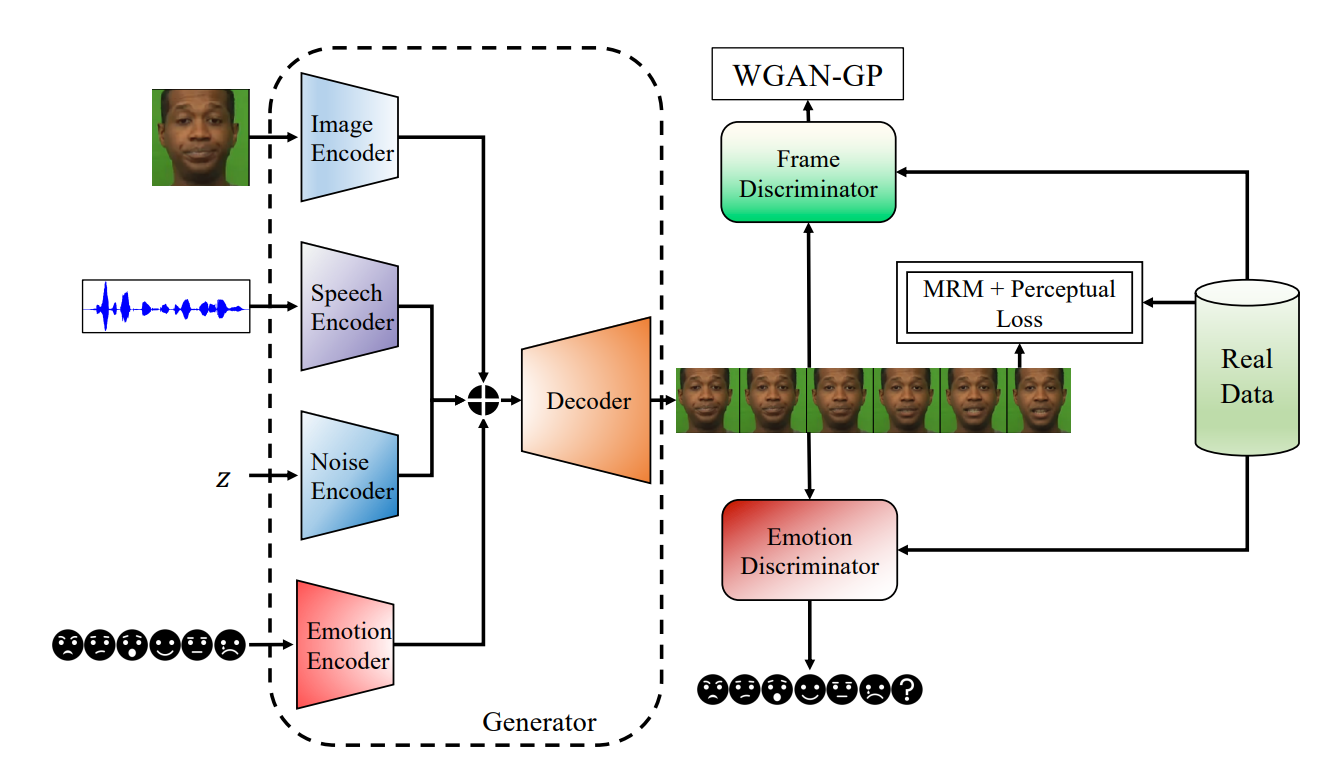 WGAN-GP
Image
Encoder
Frame
Discriminator
Speech
Encoder
MRM + Perceptual
Loss
Real
Data
Decoder
z
Noise
Encoder
Emotion
Discriminator
Emotion
Encoder
Generator
?